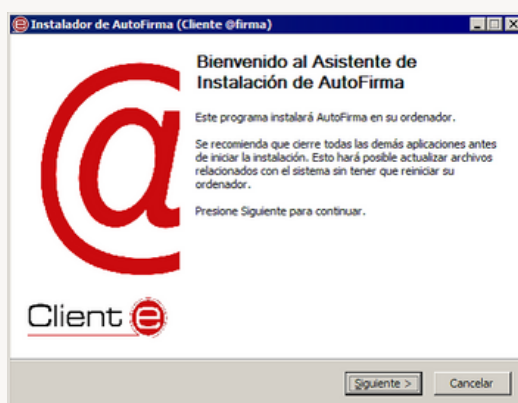 Instalador de AutoFirma (Cliente @firma)
Bienvenido al Asistente de
Instalación de AutoFirma
Este programa instalará AutoFirma en su ordenador.
Se recomienda que cierre todas las demás aplicaciones antes
de iniciar la instalación. Esto hará posible actualizar archivos
relacionados con el sistema sin tener que reiniciar su
ordenador.
Presione Siguiente para continuar.
@
Client e
Siguiente >
Cancelar